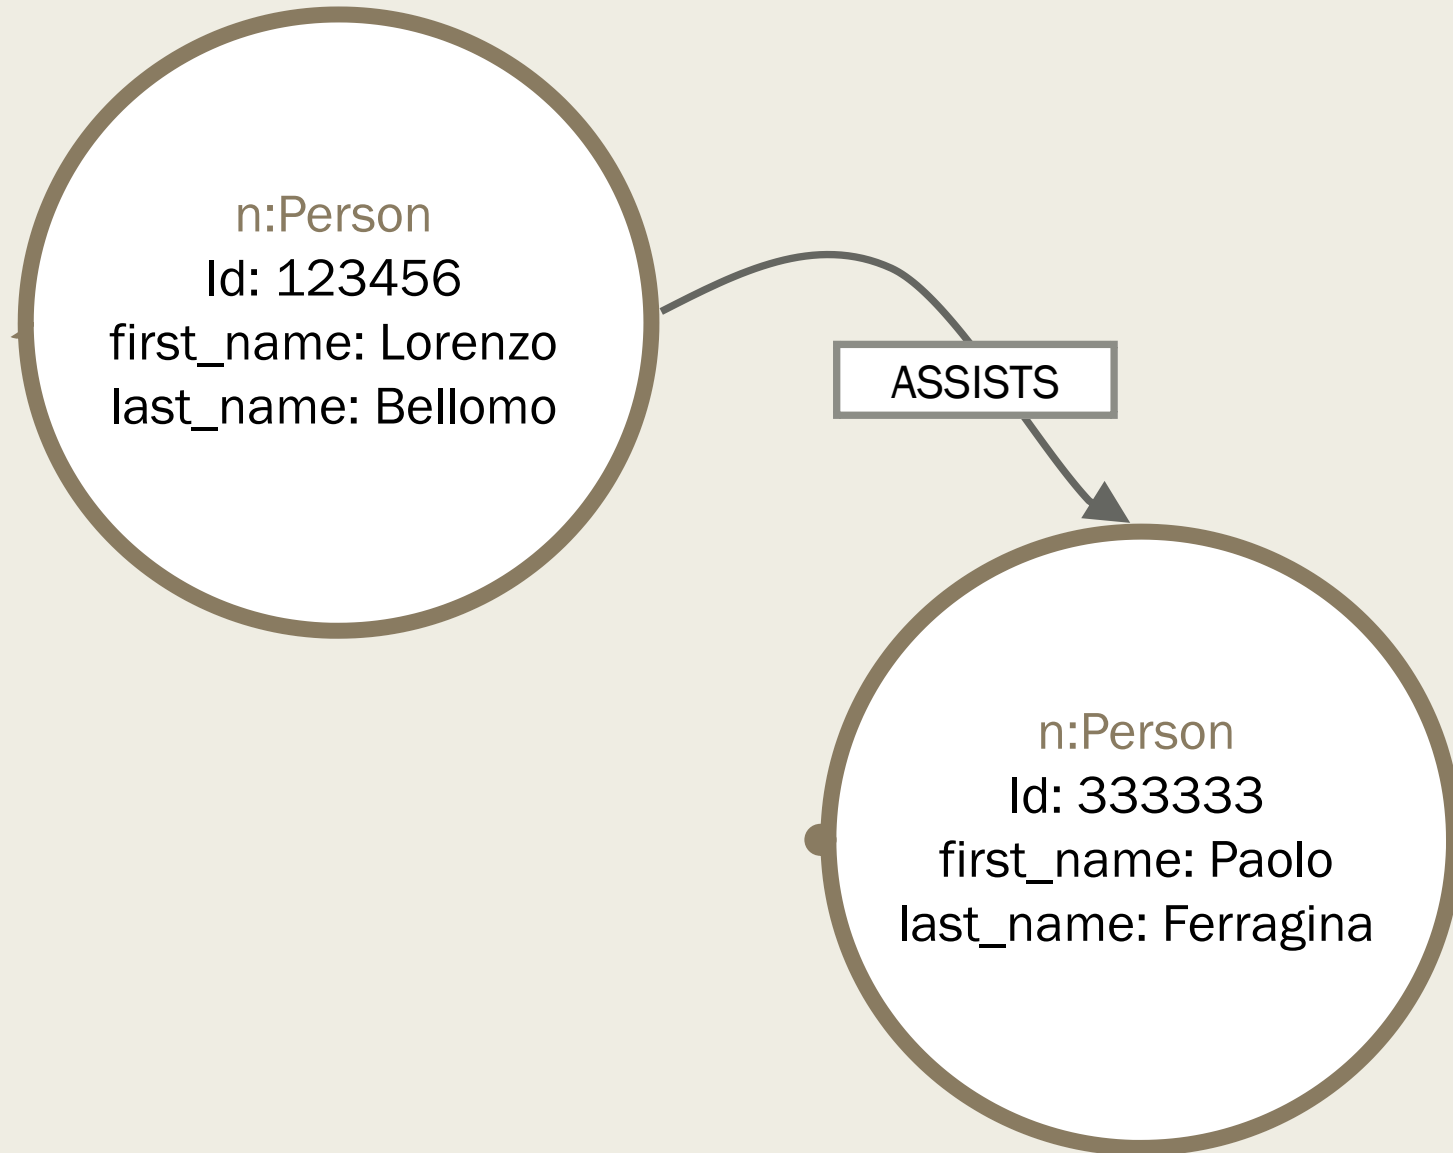 n:Person
Id: 123456
first_name: Lorenzo
last_name: Bellomo
ASSISTS
n:Person
Id: 333333
first_name: Paolo
last_name: Ferragina